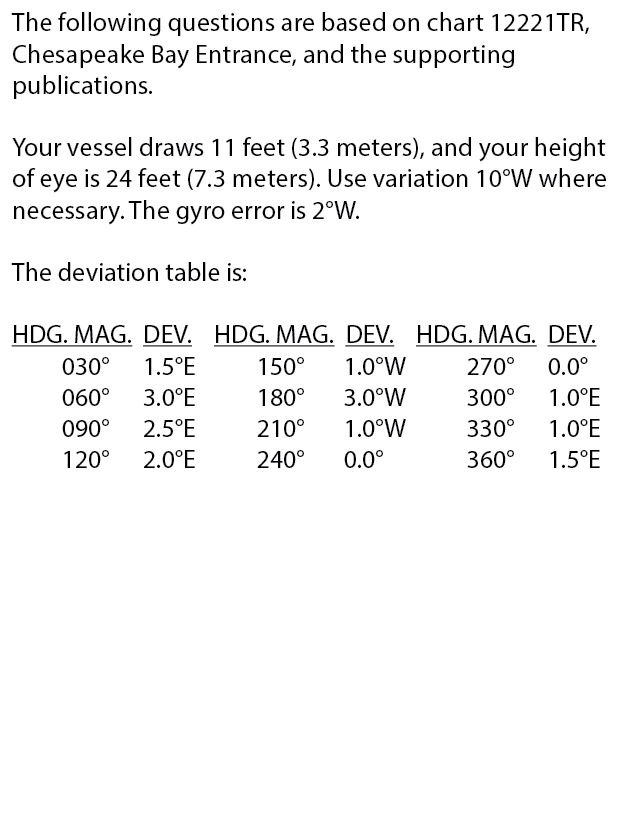 The following questions are based on chart 12221TR,
Chesapeake Bay Entrance, and the supporting
publications.
Your vessel draws 11 feet (3.3 meters), and your height
of eye is 24 feet (7.3 meters). Use variation 10°W where
necessary. The gyro error is 2°W.
The deviation table is:
HDG. MAG. DEV. HDG. MAG. DEV. HDG. MAG. DEV.
030° 1.5°E 150° 1.0°W 270° 0.0°
060° 3.0°E 180° 3.0°W 300° 1.0°E
090° 2.5°E 210° 1.0°W 330° 1.0°E
120° 2.0°E 240° 0.0° 360° 1.5°E